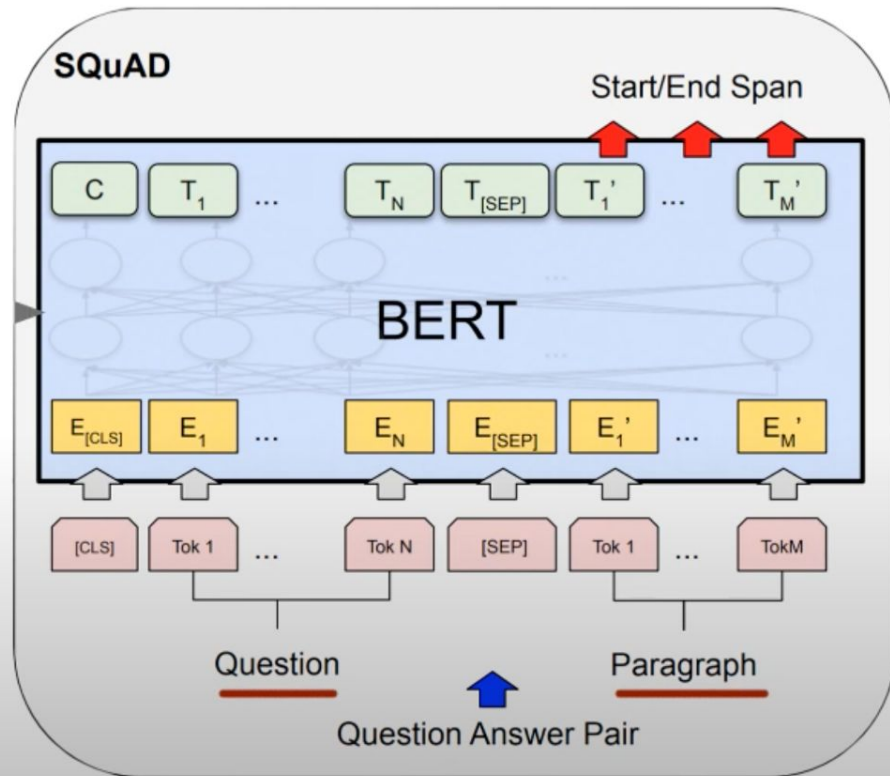 SQuAD
Start/End Span
C T1 ... TN T[SEP] T1' ... TM'
...
BERT
...
E[CLS] E1 ... EN E[SEP] E1' ... EM'
[CLS] Tok 1 ... Tok N [SEP] Tok 1 ... TokM
Question Paragraph
Question Answer Pair